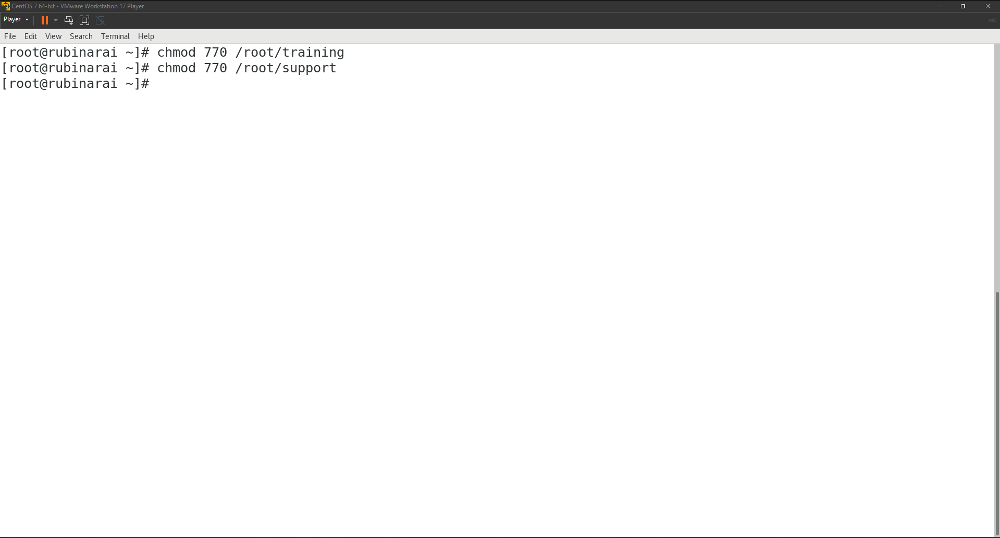 CentOS 7 64-bit - VMware Workstation 17 Player
Player
File Edit View Search Terminal Help
[root@rubinarai ~]# chmod 770 /root/training
[root@rubinarai ~]# chmod 770 /root/support
[root@rubinarai ~]#